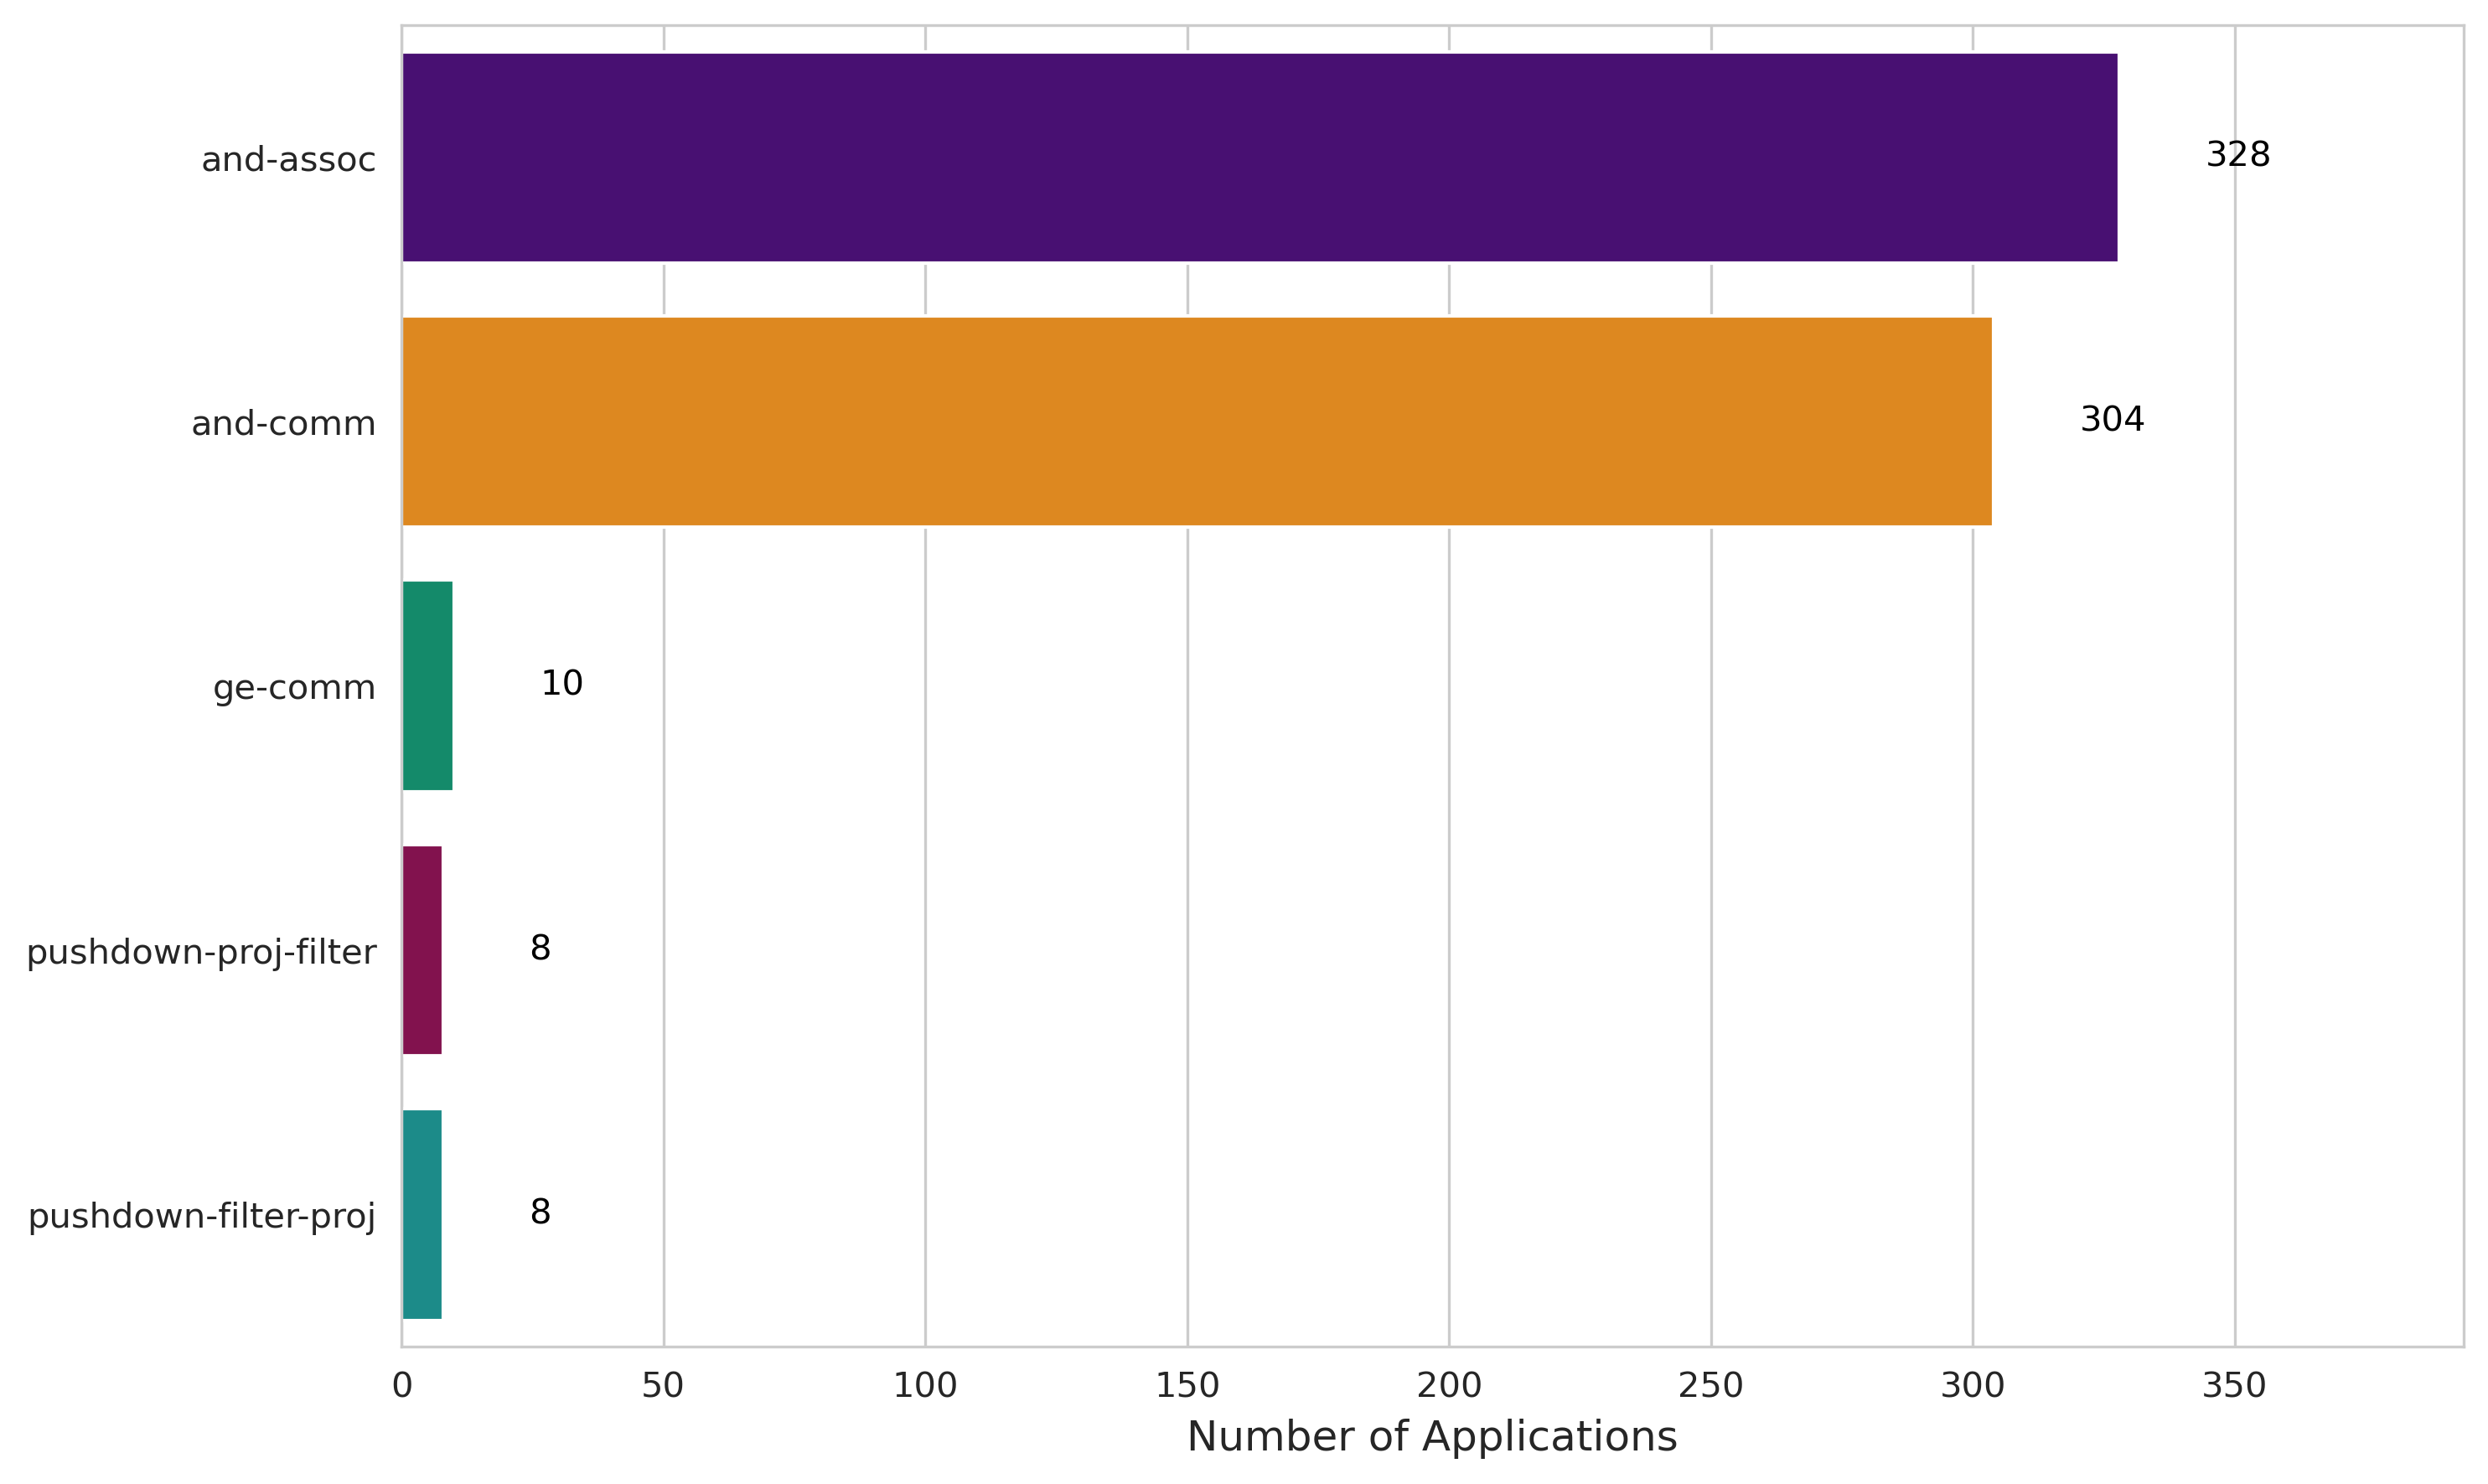 and-assoc 328
and-comm 304
ge-comm 10
pushdown-proj-filter 8
pushdown-filter-proj 8
0 50 100 150 200 250 300 350
Number of Applications